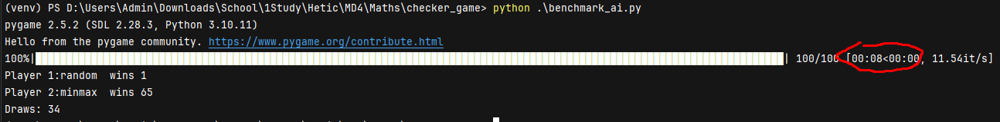 (venv) PS D:\Users\Admin\Downloads\School\1Study\Hetic\MD4\Maths\checker_game> python .\benchmark_ai.py
pygame 2.5.2 (SDL 2.28.3, Python 3.10.11)
Hello from the pygame community. https://www.pygame.org/contribute.html
100%| | 100/100 [00:08<00:00, 11.54it/s]
Player 1:random  wins 1
Player 2:minmax  wins 65
Draws: 34